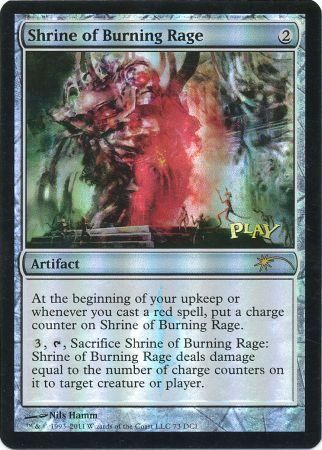 Shrine of Burning Rage 2
PLAY
Artifact
At the beginning of your upkeep or
whenever you cast a red spell, put a charge
counter on Shrine of Burning Rage.
3, , Sacrifice Shrine of Burning Rage:
Shrine of Burning Rage deals damage
equal to the number of charge counters on
it to target creature or player.
Nils Hamm
™ & © 1993-2011 Wizards of the Coast LLC 73 DCI